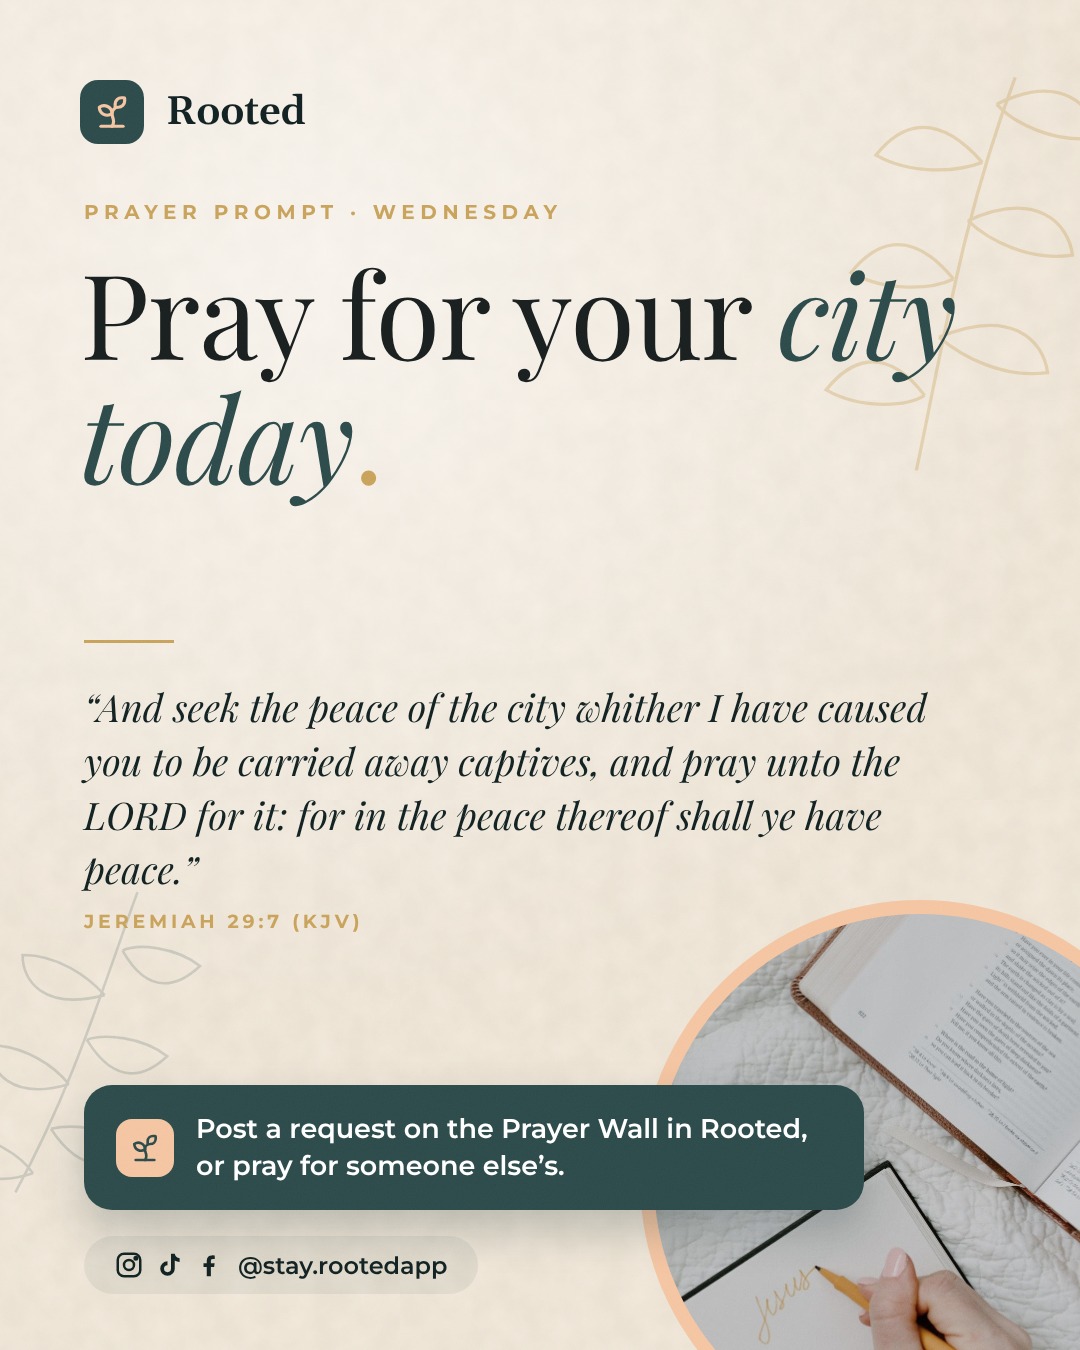 Rooted
PRAYER PROMPT · WEDNESDAY
Pray for your city
today.
“And seek the peace of the city whither I have caused
you to be carried away captives, and pray unto the
LORD for it: for in the peace thereof shall ye have
peace.”
JEREMIAH 29:7 (KJV)
Post a request on the Prayer Wall in Rooted,
or pray for someone else’s.
@stay.rootedapp
Jesus